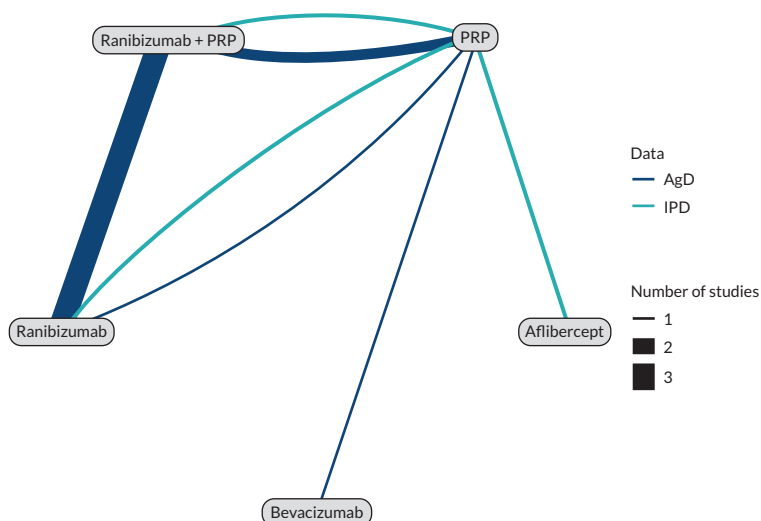 Ranibizumab + PRP
PRP
Data
AgD
IPD
Number of studies
1
2
3
Ranibizumab
Aflibercept
Bevacizumab